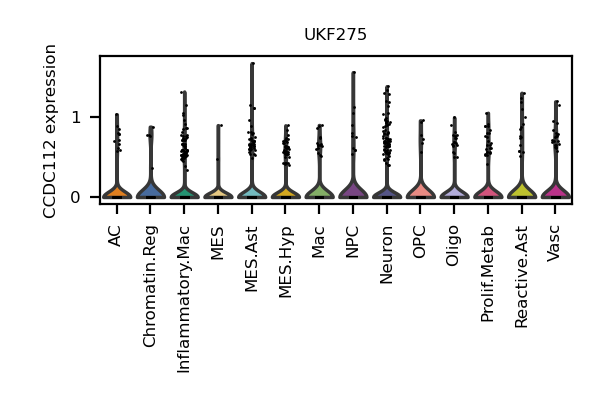 UKF275
CCDC112 expression
1
0
AC
Chromatin.Reg
Inflammatory.Mac
MES
MES.Ast
MES.Hyp
Mac
NPC
Neuron
OPC
Oligo
Prolif.Metab
Reactive.Ast
Vasc